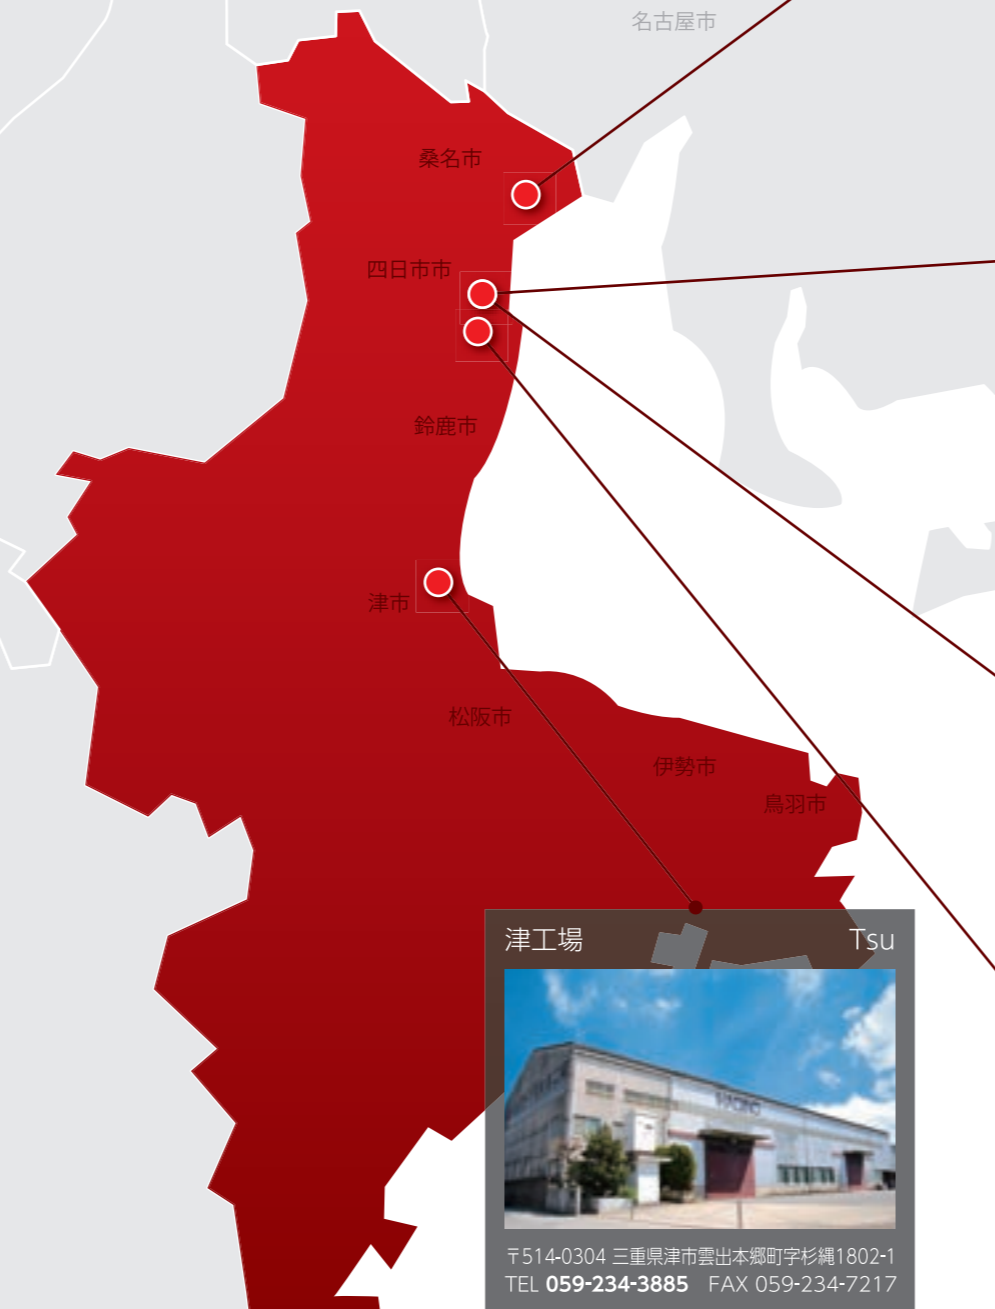 名古屋市
桑名市
四日市市
鈴鹿市
津市
松阪市
伊勢市
鳥羽市
津工場 Tsu
〒514-0304 三重県津市雲出本郷町字杉縄1802-1
TEL 059-234-3885 FAX 059-234-7217